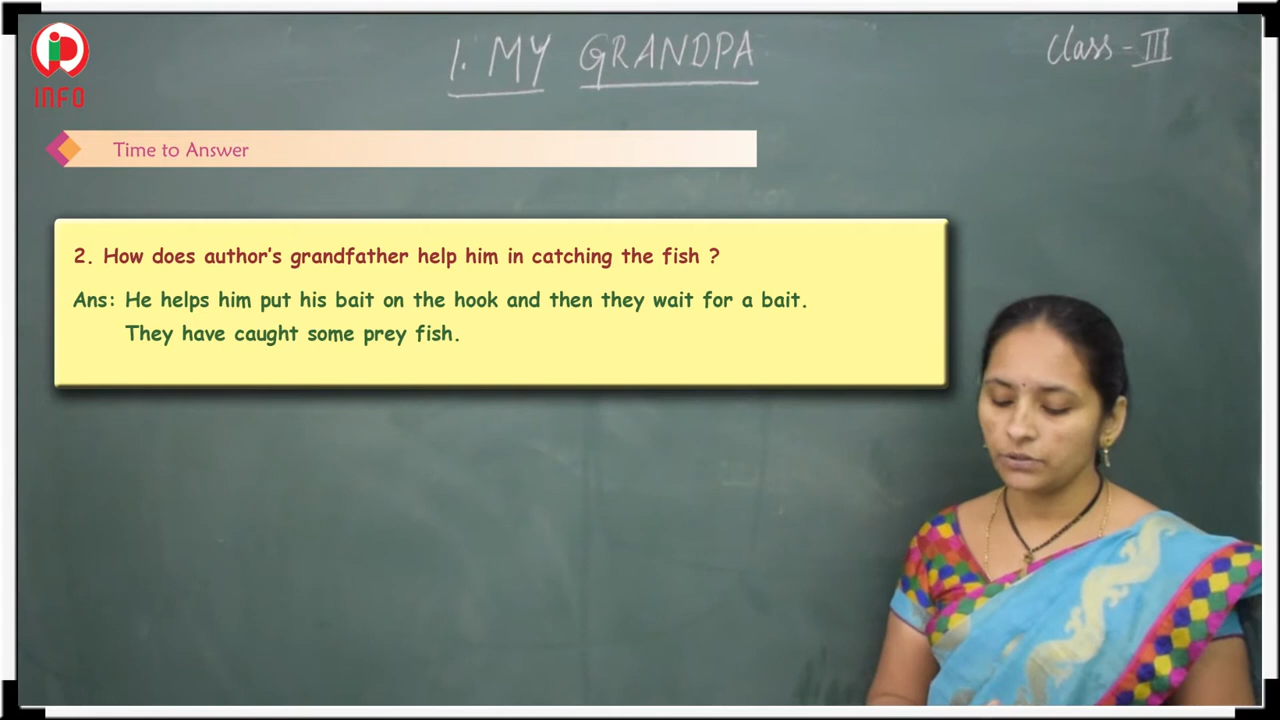 1. MY GRANDPA
Class - III
INFO
Time to Answer
2. How does author's grandfather help him in catching the fish ?
Ans: He helps him put his bait on the hook and then they wait for a bait.
They have caught some prey fish.